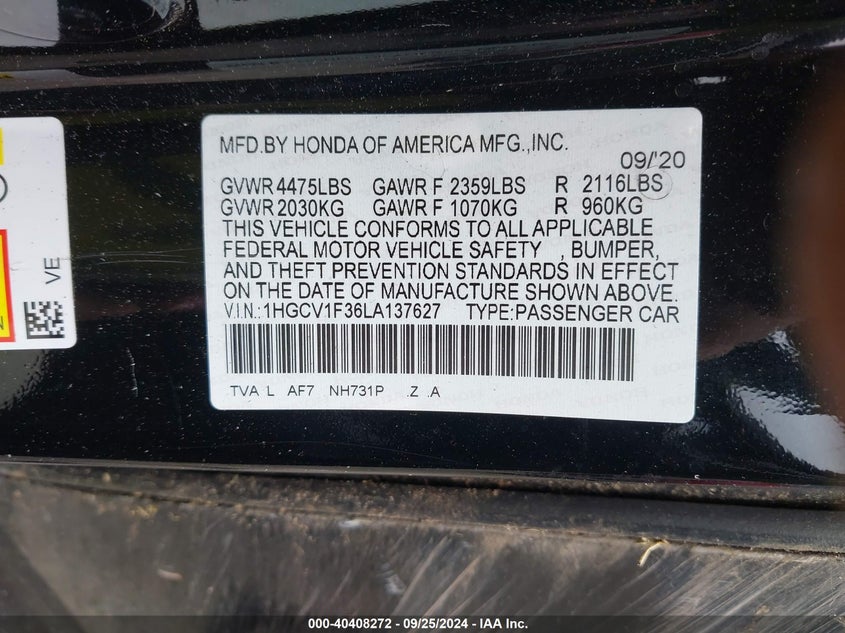 MFD.BY HONDA OF AMERICA MFG.,INC.
09/'20
GVWR 4475LBS GAWR F 2359LBS R 2116LBS
GVWR 2030KG GAWR F 1070KG R 960KG
THIS VEHICLE CONFORMS TO ALL APPLICABLE
FEDERAL MOTOR VEHICLE SAFETY , BUMPER,
AND THEFT PREVENTION STANDARDS IN EFFECT
ON THE DATE OF MANUFACTURE SHOWN ABOVE.
V.I.N.:1HGCV1F36LA137627 TYPE:PASSENGER CAR
TVA L AF7 NH731P .Z .A
VE
000-40408272 - 09/25/2024 - IAA Inc.